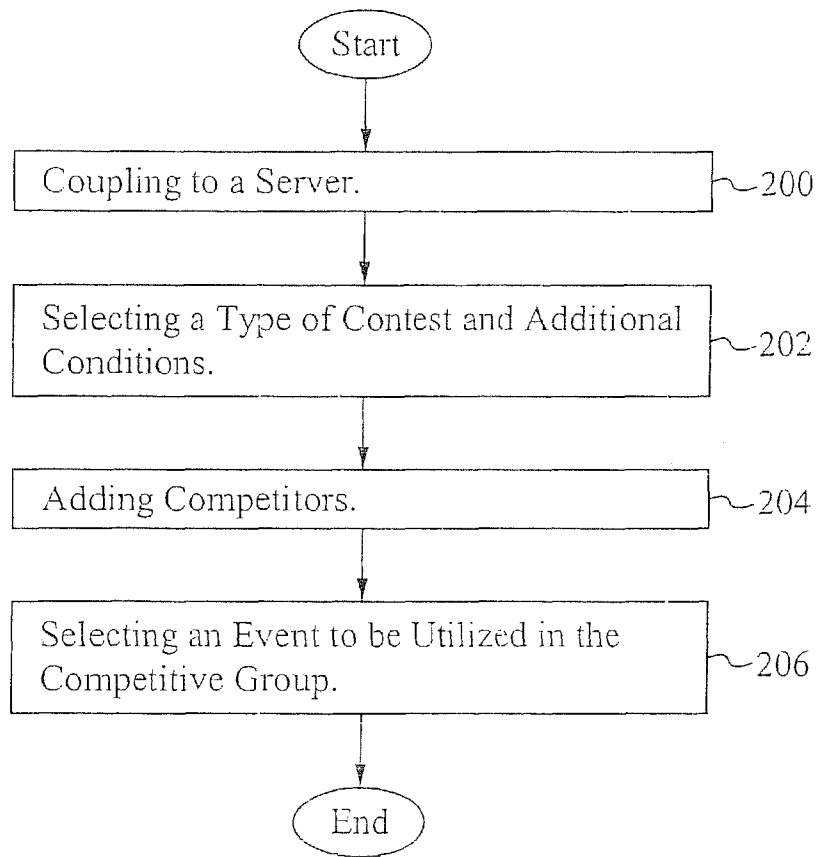 Start
Coupling to a Server.
200
Selecting a Type of Contest and Additional
Conditions.
202
Adding Competitors.
204
Selecting an Event to be Utilized in the
Competitive Group.
206
End